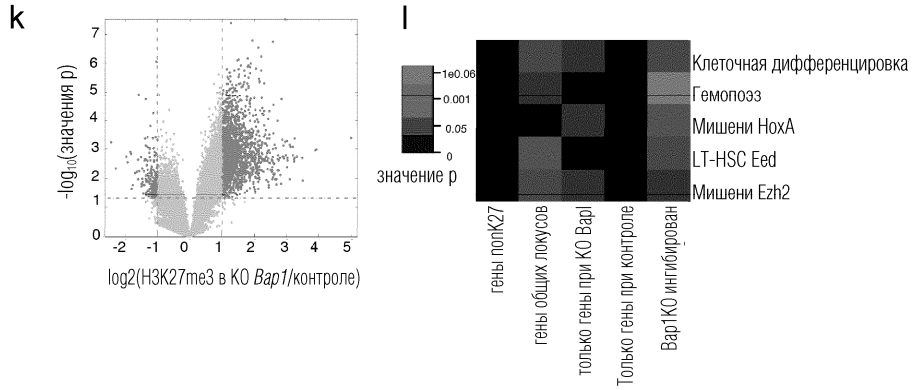 k
7
6
5
4
3
2
1
0
-log10(значения p)
-2 -1 0 1 2 3 4 5
log2(H3K27me3 в КО Bap1/контроле)
l
1e0.06
0.001
0.05
0
значение p
Клеточная дифференцировка
Гемопоэз
Мишени HoxA
LT-HSC Eed
Мишени Ezh2
гены nonK27
гены общих локусов
только гены при КО BapI
Только гены при контроле
Bap1KO ингибирован